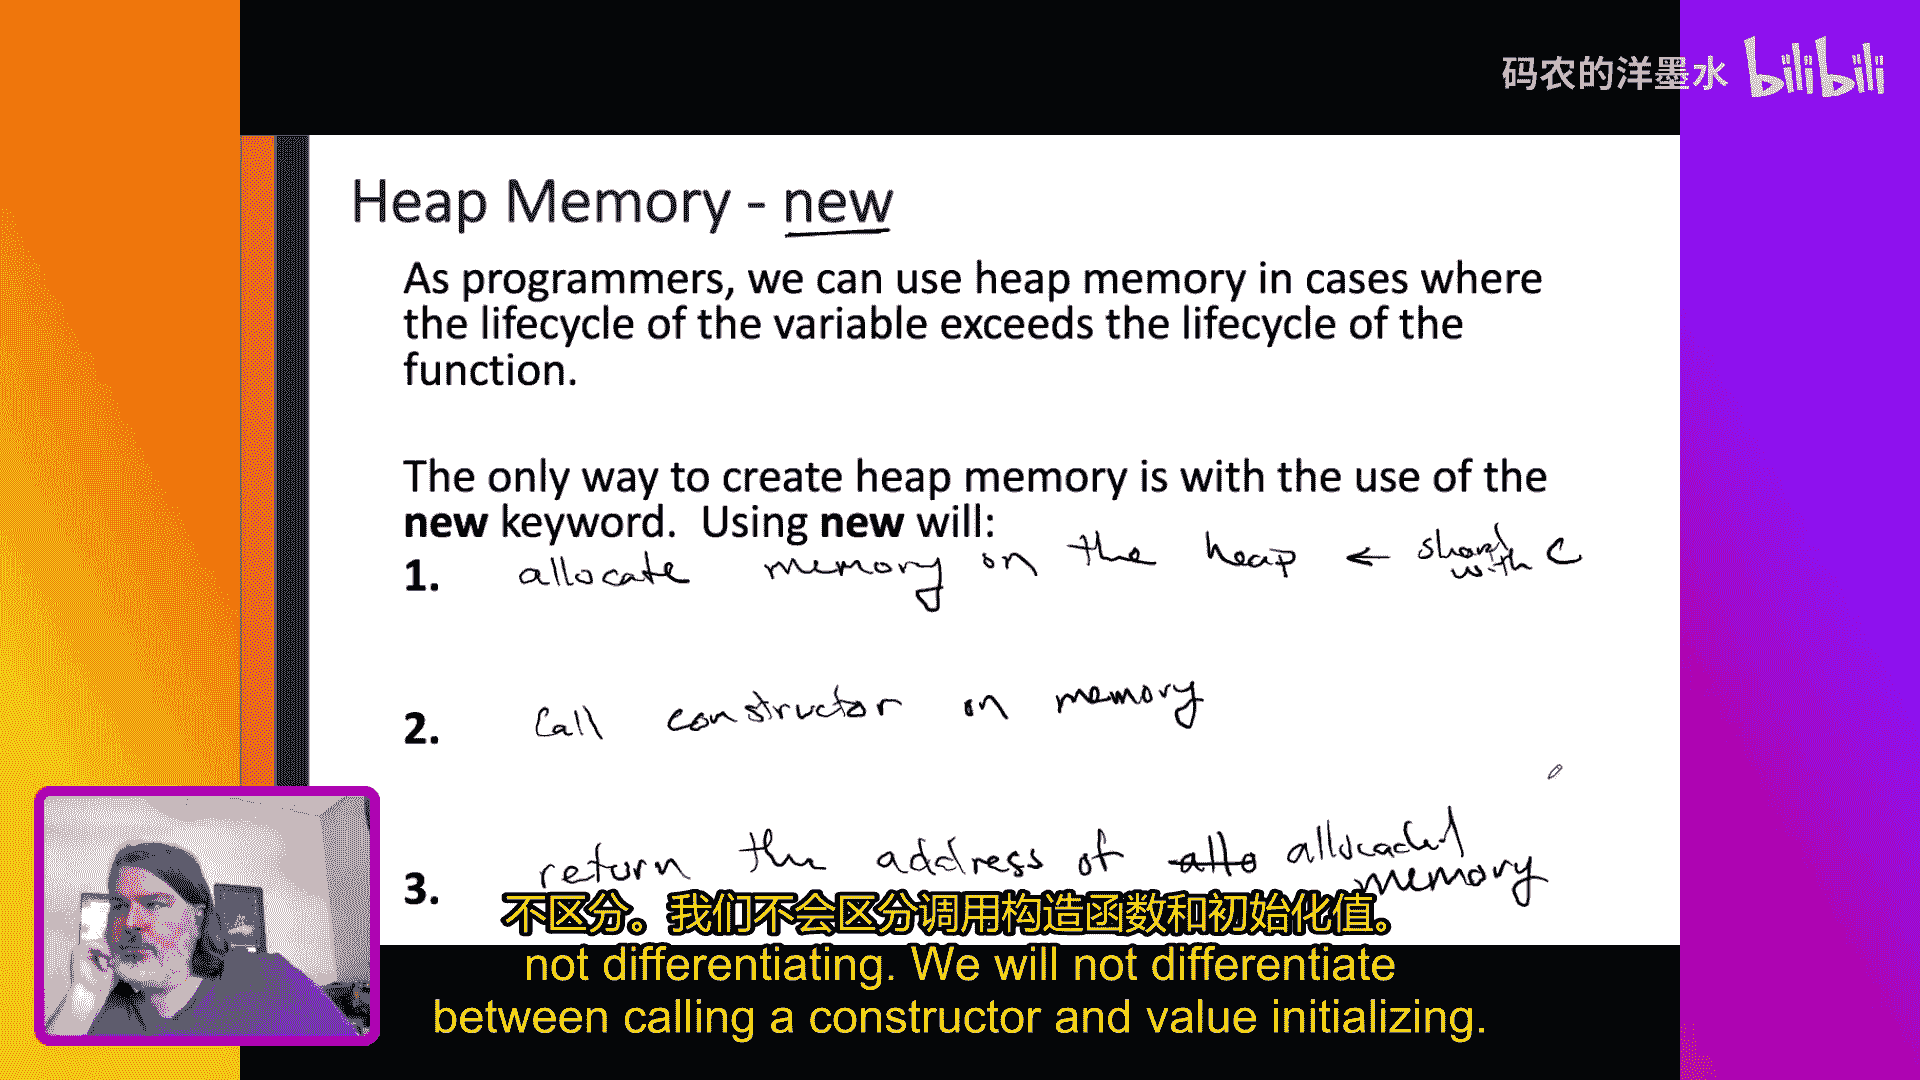 码农的洋墨水 bilibili
Heap Memory - new
As programmers, we can use heap memory in cases where
the lifecycle of the variable exceeds the lifecycle of the
function.
The only way to create heap memory is with the use of the
new keyword. Using new will:
1. allocate memory on the heap ← shared with C
2. Call constructor on memory
3. return the address of allo allocated memory
不区分。我们不会区分调用构造函数和初始化值。
not differentiating. We will not differentiate
between calling a constructor and value initializing.